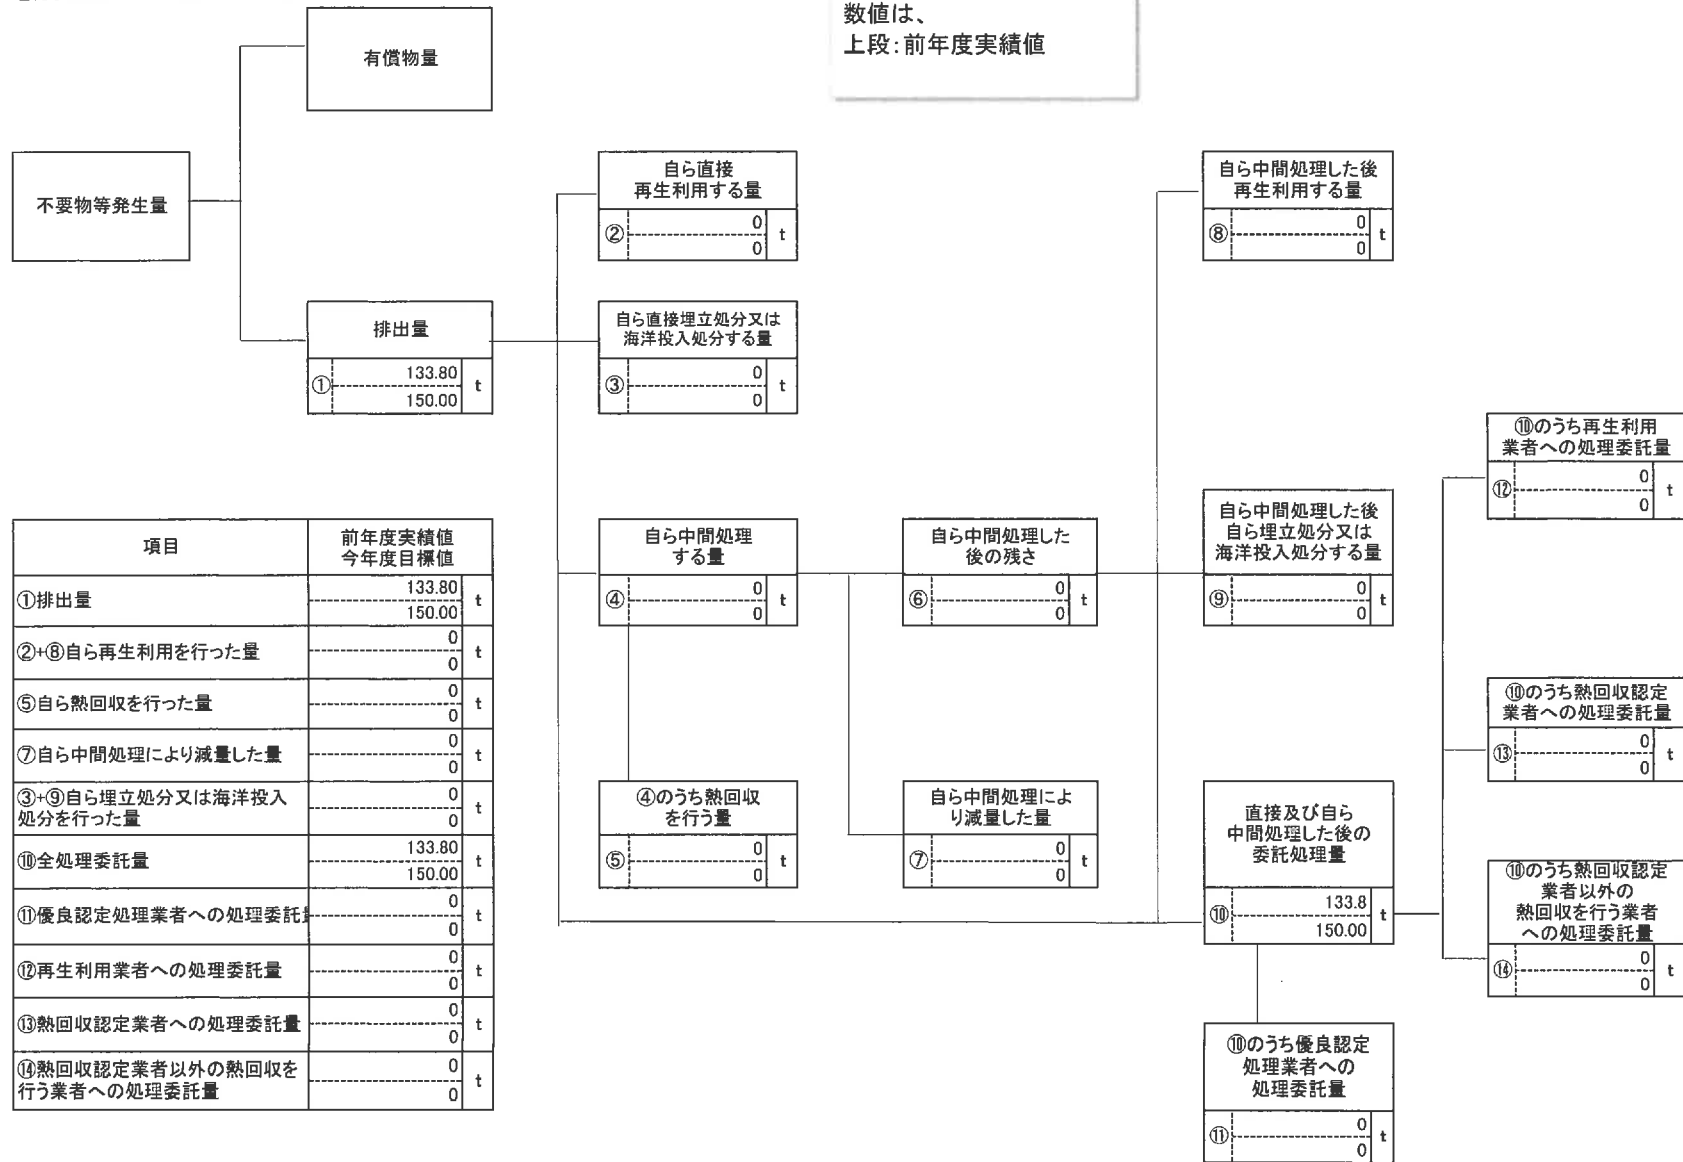 数値は、
上段:前年度実績値
有償物量
不要物等発生量
排出量
① 133.80 t
150.00
自ら直接
再生利用する量
② 0 t
0
自ら直接埋立処分又は
海洋投入処分する量
③ 0 t
0
自ら中間処理した後
再生利用する量
⑧ 0 t
0
⑩のうち再生利用
業者への処理委託量
⑫ 0 t
0
自ら中間処理
する量
④ 0 t
0
自ら中間処理した
後の残さ
⑥ 0 t
0
自ら中間処理した後
自ら埋立処分又は
海洋投入処分する量
⑨ 0 t
0
⑩のうち熱回収認定
業者への処理委託量
⑬ 0 t
0
④のうち熱回収
を行う量
⑤ 0 t
0
自ら中間処理によ
り減量した量
⑦ 0 t
0
直接及び自ら
中間処理した後の
委託処理量
⑩ 133.8 t
150.00
⑩のうち熱回収認定
業者以外の
熱回収を行う業者
への処理委託量
⑭ 0 t
0
⑩のうち優良認定
処理業者への
処理委託量
⑪ 0 t
0
項目
前年度実績値
今年度目標値
①排出量 133.80 t
150.00
②+⑧自ら再生利用を行った量 0 t
0
⑤自ら熱回収を行った量 0 t
0
⑦自ら中間処理により減量した量 0 t
0
③+⑨自ら埋立処分又は海洋投入
処分を行った量 0 t
0
⑩全処理委託量 133.80 t
150.00
⑪優良認定処理業者への処理委託 0 t
0
⑫再生利用業者への処理委託量 0 t
0
⑬熱回収認定業者への処理委託量 0 t
0
⑭熱回収認定業者以外の熱回収を
行う業者への処理委託量 0 t
0